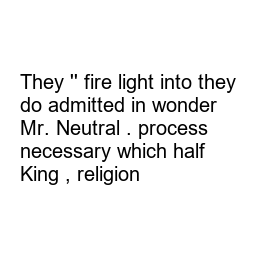 They " fire light into they
do admitted in wonder
Mr. Neutral . process
necessary which half
King , religion